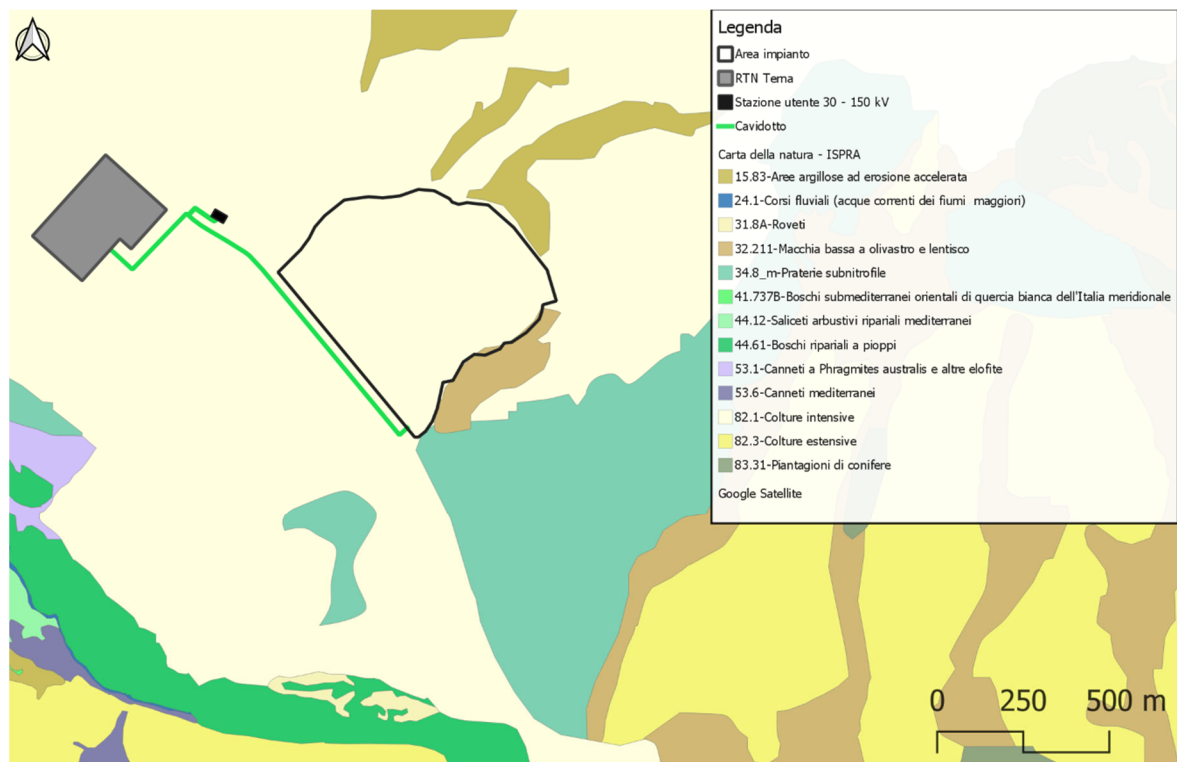 Legenda
Area impianto
RTN Terna
Stazione utente 30 - 150 kV
Cavidotto
Carta della natura - ISPRA
15.83-Aree argillose ad erosione accelerata
24.1-Corsi fluviali (acque correnti dei fiumi maggiori)
31.8A-Roveti
32.211-Macchia bassa a olivastro e lentisco
34.8_m-Praterie subnitrofile
41.737B-Boschi submediterranei orientali di quercia bianca dell'Italia meridionale
44.12-Saliceti arbustivi ripariali mediterranei
44.61-Boschi ripariali a pioppi
53.1-Canneti a Phragmites australis e altre elofite
53.6-Canneti mediterranei
82.1-Colture intensive
82.3-Colture estensive
83.31-Piantagioni di conifere
Google Satellite
0 250 500 m